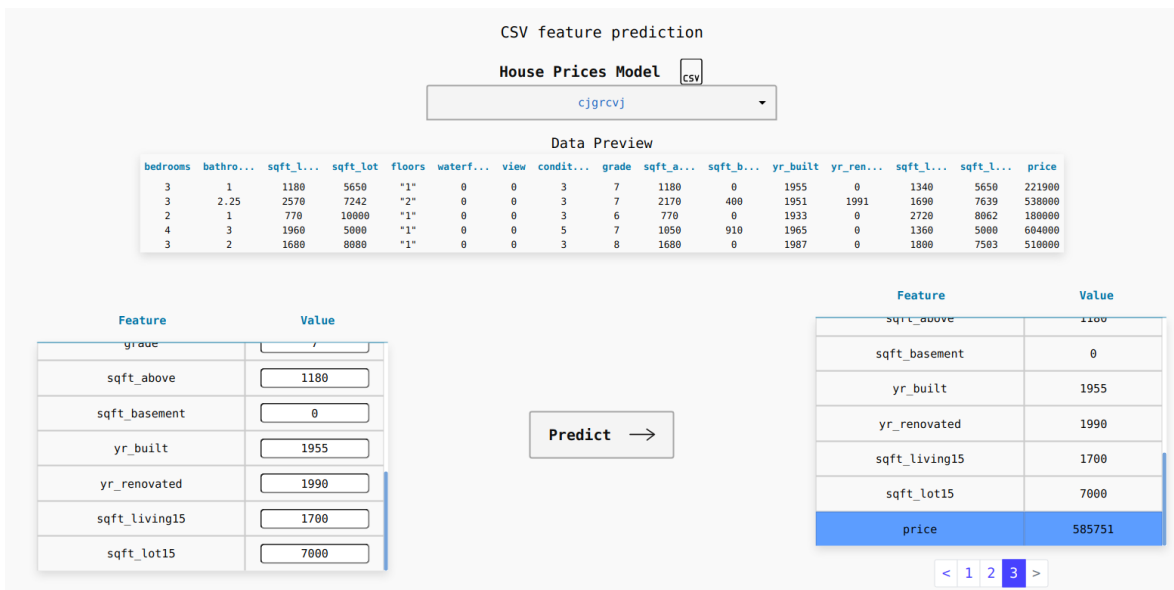 CSV feature prediction
House Prices Model CSV
cjgrcvj
Data Preview
bedrooms bathro... sqft_l... sqft_lot floors waterf... view condit... grade sqft_a... sqft_b... yr_built yr_ren... sqft_l... sqft_l... price
3 1 1180 5650 "1" 0 0 3 7 1180 0 1955 0 1340 5650 221900
3 2.25 2570 7242 "2" 0 0 3 7 2170 400 1951 1991 1690 7639 538000
2 1 770 10000 "1" 0 0 3 6 770 0 1933 0 2720 8062 180000
4 3 1960 5000 "1" 0 0 5 7 1050 910 1965 0 1360 5000 604000
3 2 1680 8080 "1" 0 0 3 8 1680 0 1987 0 1800 7503 510000
Feature Value
grade 7
sqft_above 1180
sqft_basement 0
yr_built 1955
yr_renovated 1990
sqft_living15 1700
sqft_lot15 7000
Predict →
Feature Value
sqft_above 1180
sqft_basement 0
yr_built 1955
yr_renovated 1990
sqft_living15 1700
sqft_lot15 7000
price 585751
< 1 2 3 >